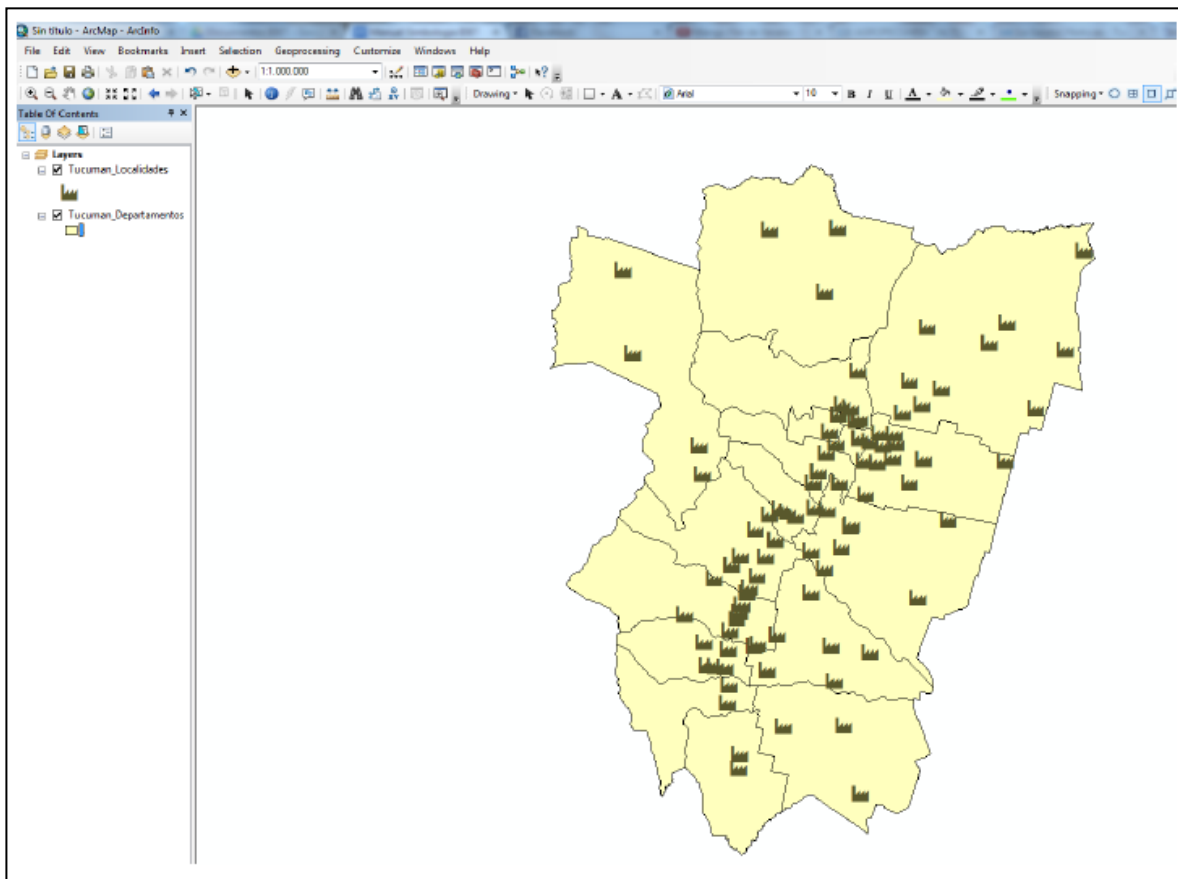 Sin título - ArcMap - ArcInfo
File Edit View Bookmarks Insert Selection Geoprocessing Customize Windows Help
1:1.000.000
Drawing Arial 10 B I U A Snapping
Table Of Contents
Layers
Tucuman_Localidades
Tucuman_Departamentos